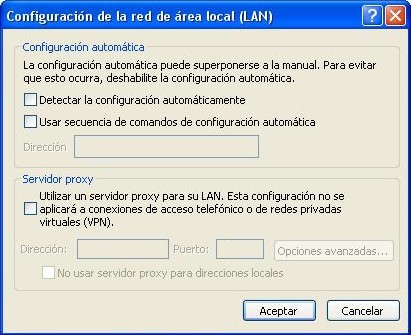 Configuración de la red de área local (LAN)
Configuración automática
La configuración automática puede superponerse a la manual. Para evitar
que esto ocurra, deshabilite la configuración automática.
Detectar la configuración automáticamente
Usar secuencia de comandos de configuración automática
Dirección
Servidor proxy
Utilizar un servidor proxy para su LAN. Esta configuración no se
aplicará a conexiones de acceso telefónico o de redes privadas
virtuales (VPN).
Dirección: Puerto: Opciones avanzadas...
No usar servidor proxy para direcciones locales
Aceptar Cancelar